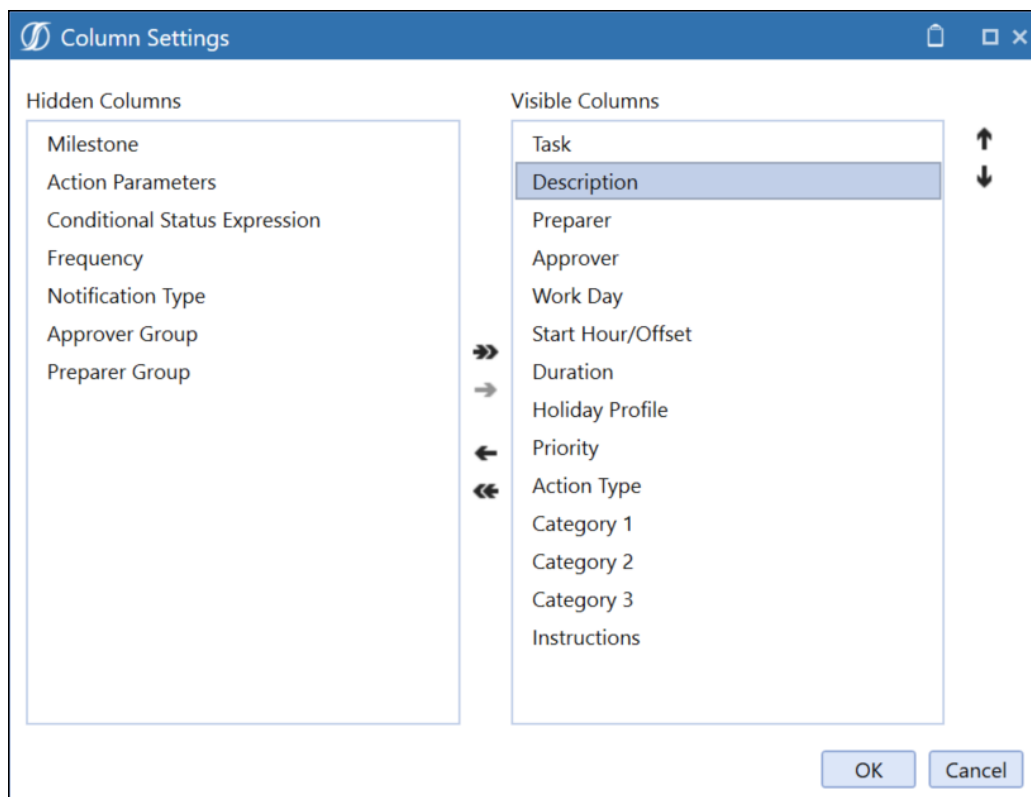 Column Settings
Hidden Columns
Milestone
Action Parameters
Conditional Status Expression
Frequency
Notification Type
Approver Group
Preparer Group
Visible Columns
Task
Description
Preparer
Approver
Work Day
Start Hour/Offset
Duration
Holiday Profile
Priority
Action Type
Category 1
Category 2
Category 3
Instructions
OK
Cancel